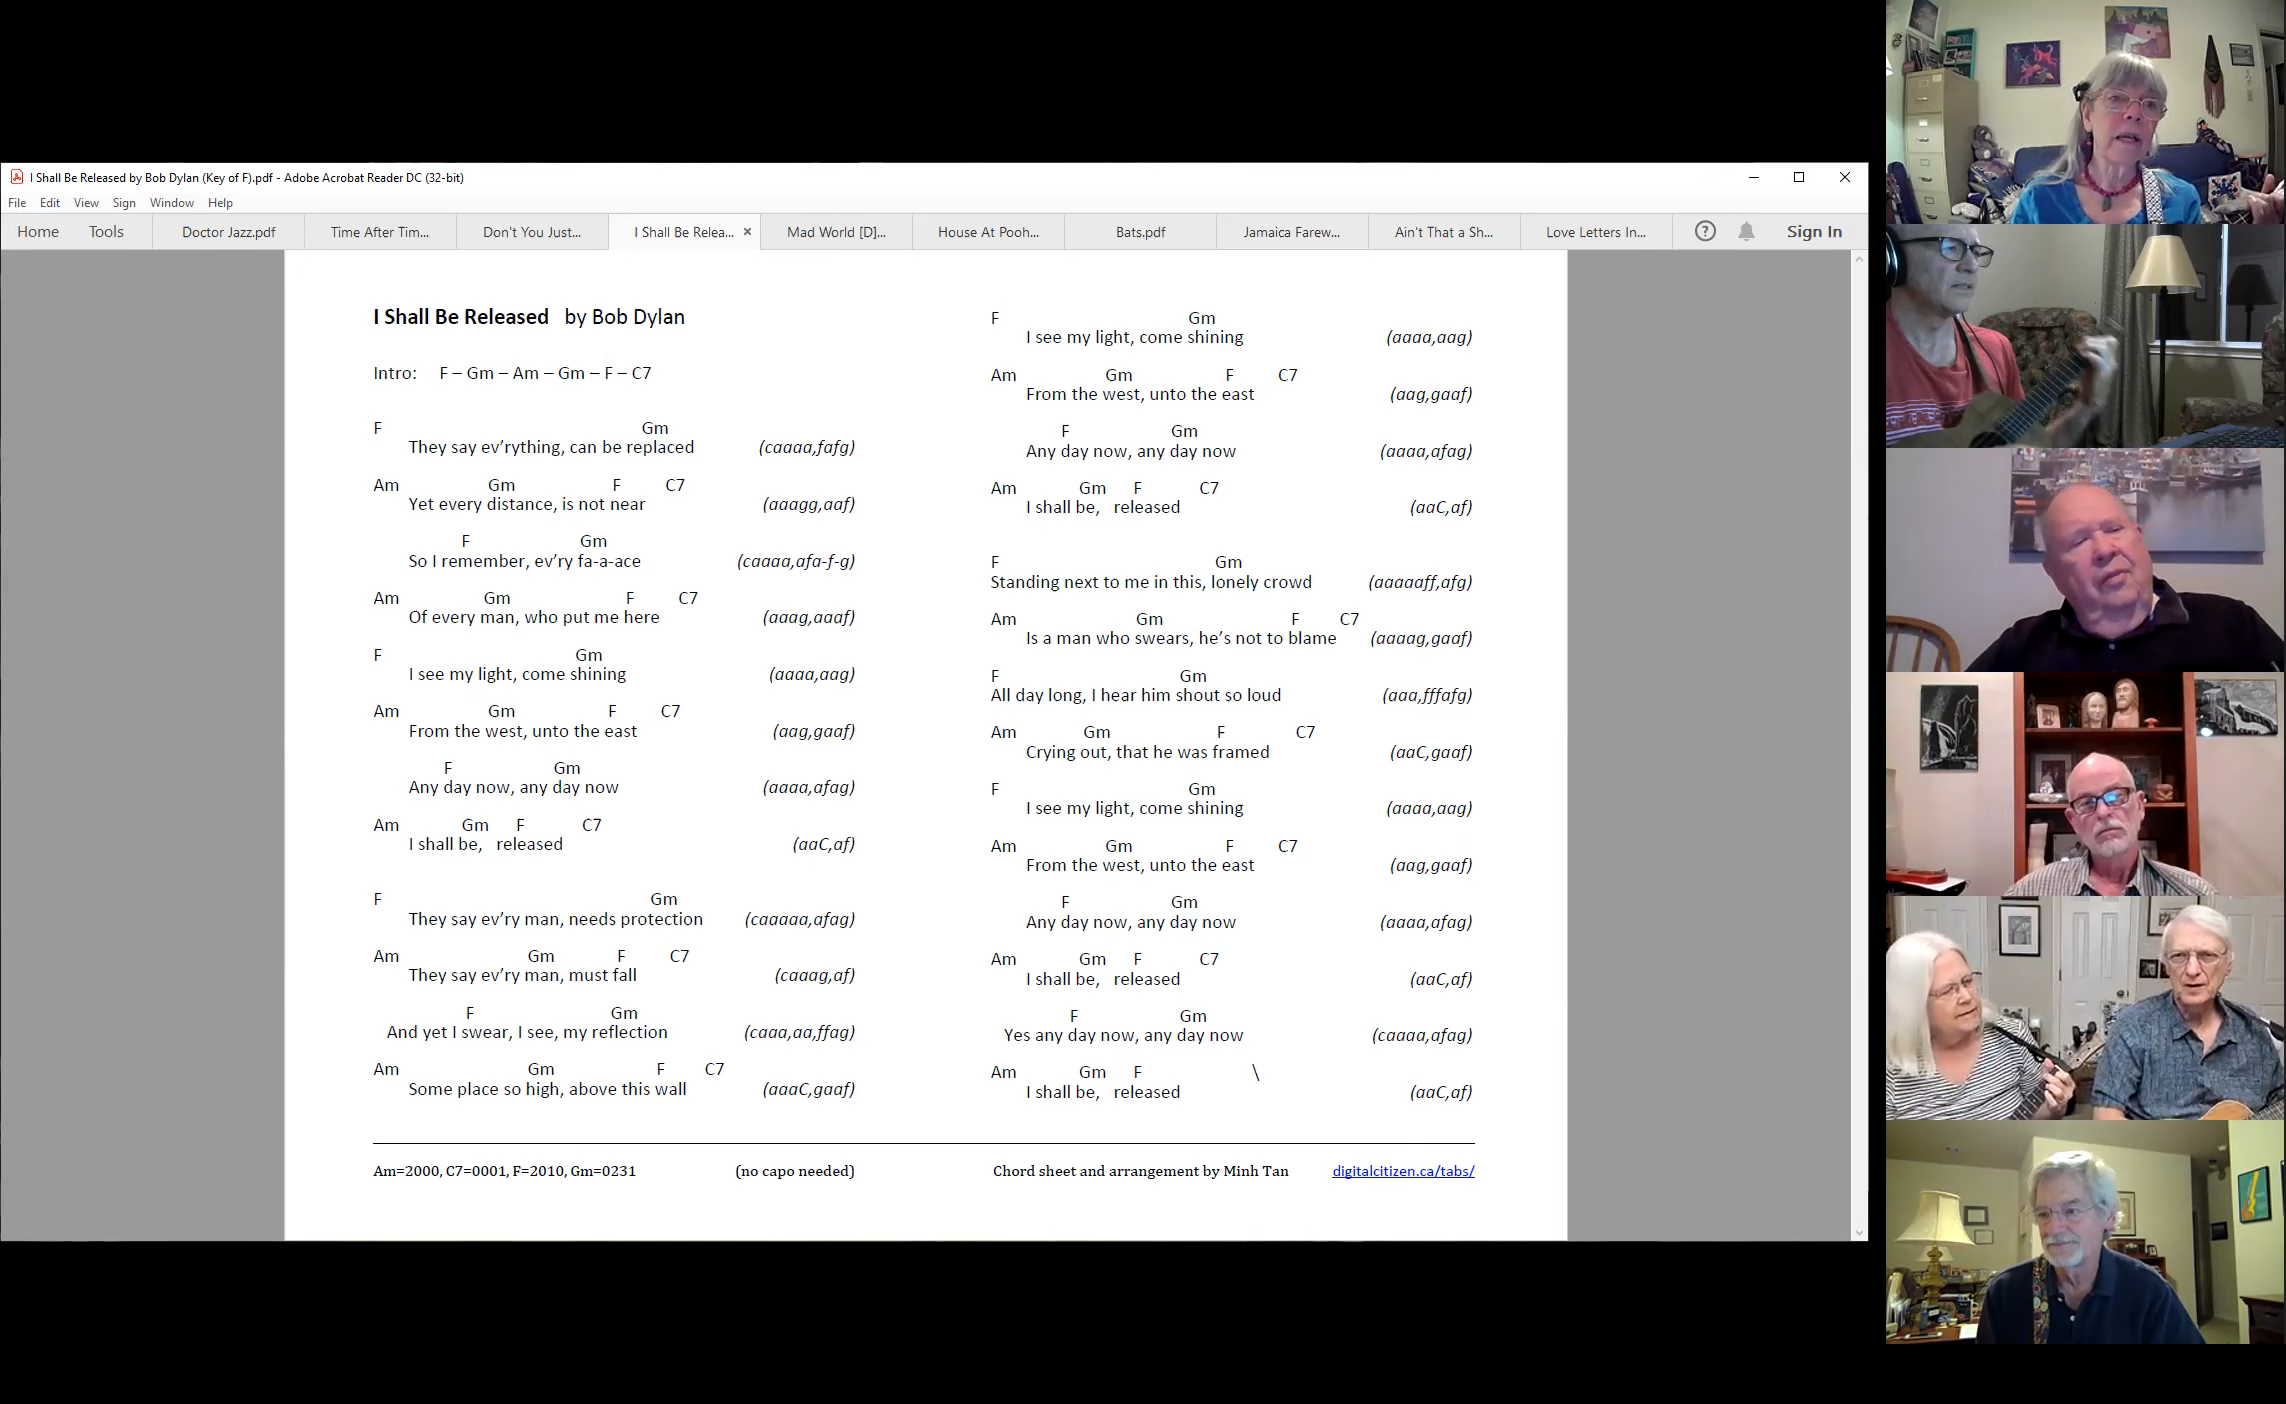 I Shall Be Released by Bob Dylan (Key of F).pdf - Adobe Acrobat Reader DC (32-bit)
File Edit View Sign Window Help
Home Tools Doctor Jazz.pdf Time After Tim... Don't You Just... I Shall Be Relea... × Mad World [D]... House At Pooh... Bats.pdf Jamaica Farew... Ain't That a Sh... Love Letters In... ? Sign In
I Shall Be Released by Bob Dylan
Intro: F – Gm – Am – Gm – F – C7
F Gm
They say ev’rything, can be replaced (caaaa,fafg)
Am Gm F C7
Yet every distance, is not near (aaagg,aaf)
F Gm
So I remember, ev’ry fa-a-ace (caaaa,afa-f-g)
Am Gm F C7
Of every man, who put me here (aaag,aaaf)
F Gm
I see my light, come shining (aaaa,aag)
Am Gm F C7
From the west, unto the east (aag,gaaf)
F Gm
Any day now, any day now (aaaa,afag)
Am Gm F C7
I shall be, released (aaC,af)
F Gm
They say ev’ry man, needs protection (caaaaa,afag)
Am Gm F C7
They say ev’ry man, must fall (caaag,af)
F Gm
And yet I swear, I see, my reflection (caaa,aa,ffag)
Am Gm F C7
Some place so high, above this wall (aaaC,gaaf)
F Gm
I see my light, come shining (aaaa,aag)
Am Gm F C7
From the west, unto the east (aag,gaaf)
F Gm
Any day now, any day now (aaaa,afag)
Am Gm F C7
I shall be, released (aaC,af)
F Gm
Standing next to me in this, lonely crowd (aaaaaff,afg)
Am Gm F C7
Is a man who swears, he’s not to blame (aaaag,gaaf)
F Gm
All day long, I hear him shout so loud (aaa,fffafg)
Am Gm F C7
Crying out, that he was framed (aaC,gaaf)
F Gm
I see my light, come shining (aaaa,aag)
Am Gm F C7
From the west, unto the east (aag,gaaf)
F Gm
Any day now, any day now (aaaa,afag)
Am Gm F C7
I shall be, released (aaC,af)
F Gm
Yes any day now, any day now (caaaa,afag)
Am Gm F \
I shall be, released (aaC,af)
Am=2000, C7=0001, F=2010, Gm=0231 (no capo needed) Chord sheet and arrangement by Minh Tan digitalcitizen.ca/tabs/